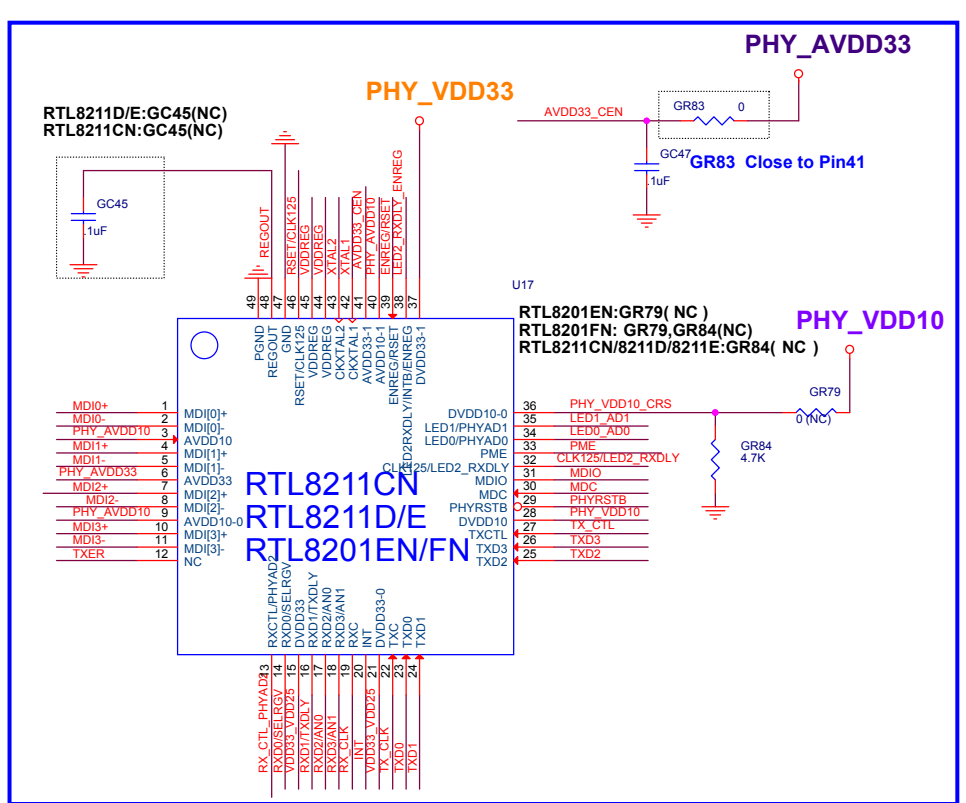 PHY_AVDD33
PHY_VDD33
RTL8211D/E:GC45(NC)
RTL8211CN:GC45(NC)
AVDD33_CEN
GR83
0
GC47
.1uF
GR83 Close to Pin41
GC45
.1uF
REGOUT
RSET/CLK125
VDDREG
VDDREG
XTAL2
XTAL1
AVDD33_CEN
PHY_AVDD10
ENREG/RSET
LED2_RXDLY_ENREG
49
48
47
46
45
44
43
42
41
40
39
38
37
U17
RTL8201EN:GR79( NC )
RTL8201FN: GR79,GR84(NC)
RTL8211CN/8211D/8211E:GR84( NC )
PHY_VDD10
PGND
REGOUT
GND
RSET/CLK125
VDDREG
VDDREG
CKXTAL2
CKXTAL1
AVDD33-1
AVDD10-1
ENREG/RSET
LED2RXDLY/INTB/ENREG
DVDD33-1
GR79
0 (NC)
GR84
4.7K
MDI0+ 1 MDI[0]+
MDI0- 2 MDI[0]-
PHY_AVDD10 3 AVDD10
MDI1+ 4 MDI[1]+
MDI1- 5 MDI[1]-
PHY_AVDD33 6 AVDD33
MDI2+ 7 MDI[2]+
MDI2- 8 MDI[2]-
PHY_AVDD10 9 AVDD10-0
MDI3+ 10 MDI[3]+
MDI3- 11 MDI[3]-
TXER 12 NC
RTL8211CN
RTL8211D/E
RTL8201EN/FN
DVDD10-0 36 PHY_VDD10_CRS
LED1/PHYAD1 35 LED1_AD1
LED0/PHYAD0 34 LED0_AD0
PME 33 PME
CLK125/LED2_RXDLY 32 CLK125/LED2_RXDLY
MDIO 31 MDIO
MDC 30 MDC
PHYRSTB 29 PHYRSTB
DVDD10 28 PHY_VDD10
TXCTL 27 TX_CTL
TXD3 26 TXD3
TXD2 25 TXD2
RXCTL/PHYAD2
RXD0/SELRGV
DVDD33
RXD1/TXDLY
RXD2/AN0
RXD3/AN1
RXC
INT
DVDD33-0
TXC
TXD0
TXD1
13
14
15
16
17
18
19
20
21
22
23
24
RX_CTL_PHYAD2
RXD0/SELRGV
VDD33_VDD25
RXD1/TXDLY
RXD2/AN0
RXD3/AN1
RX_CLK
INT
VDD33_VDD25
TX_CLK
TXD0
TXD1